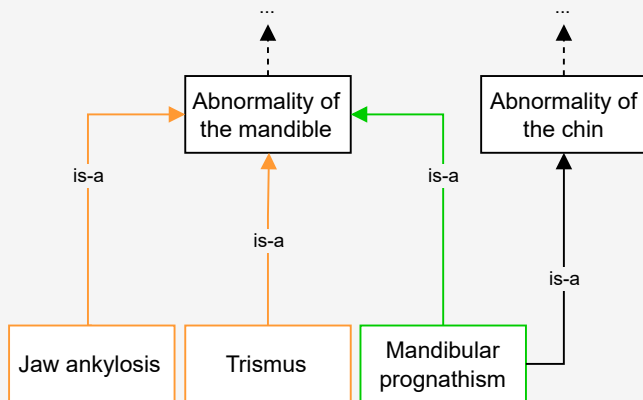 ...
...
Abnormality of
the mandible
Abnormality of
the chin
is-a
is-a
is-a
is-a
Jaw ankylosis
Trismus
Mandibular
prognathism